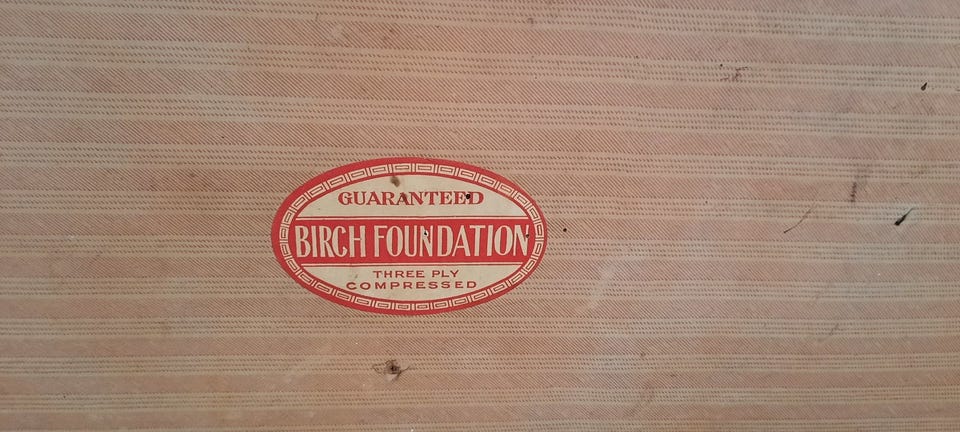 GUARANTEED
BIRCH FOUNDATION
THREE PLY
COMPRESSED